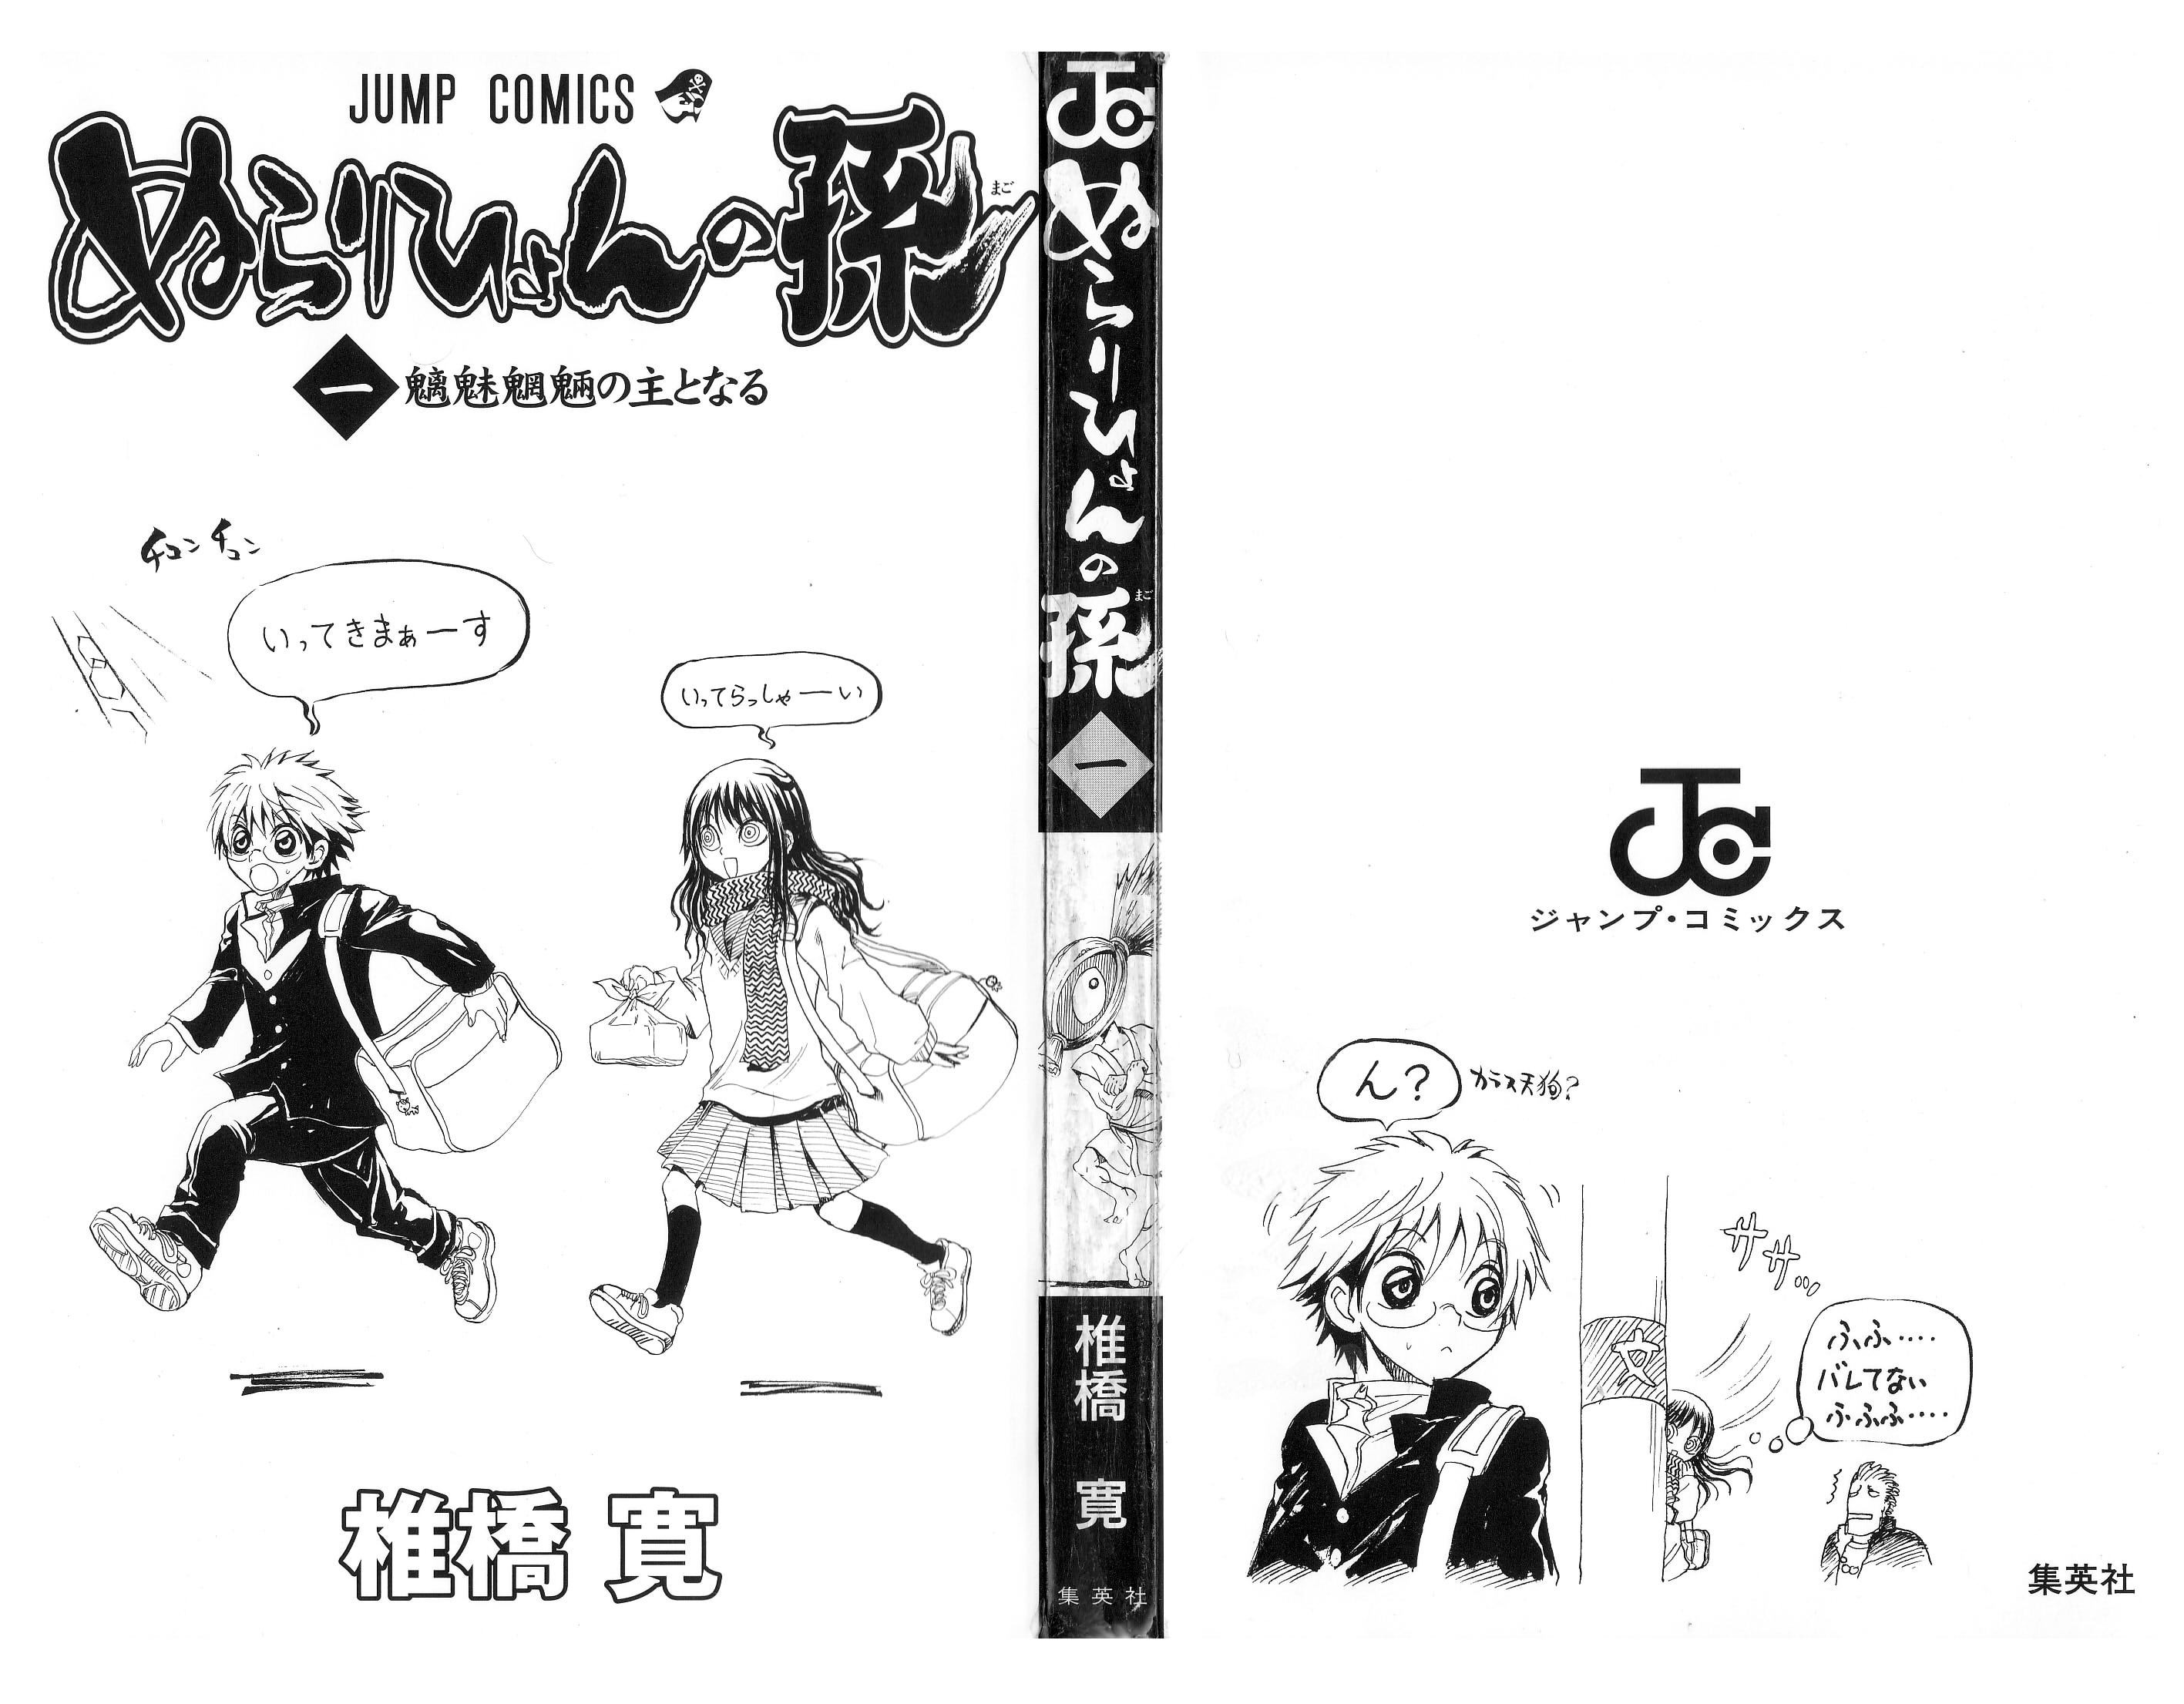 JUMP COMICS
ぬらりひょんの孫
まご
一 魑魅魍魎の主となる
チュン チュン
いってきまぁーす
いってらっしゃーい
椎橋 寛
JC
ぬらりひょんの孫
まご
一
椎橋 寛
集英社
JC
ジャンプ・コミックス
ん?
カラス天狗?
ササ…
女
ふふ‥‥
バレてない
ふふふ‥‥
集英社